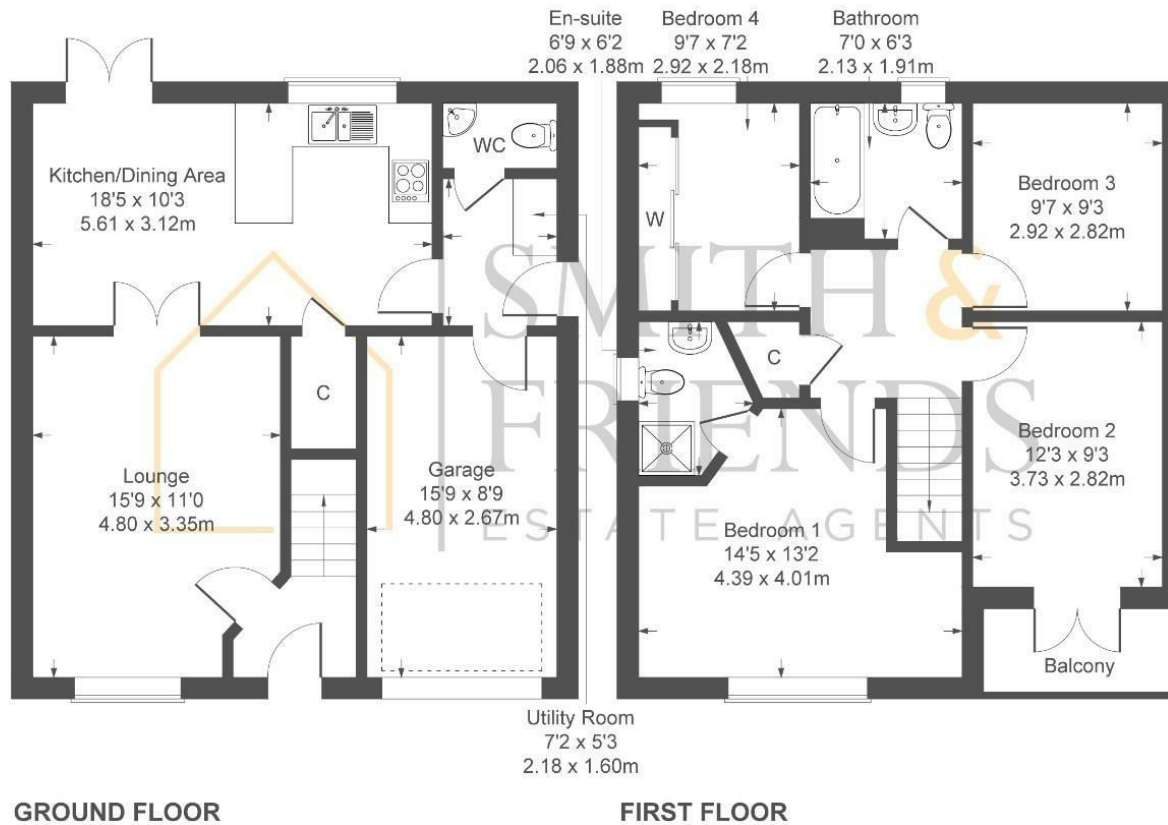 En-suite
6'9 x 6'2
2.06 x 1.88m
Bedroom 4
9'7 x 7'2
2.92 x 2.18m
Bathroom
7'0 x 6'3
2.13 x 1.91m
Kitchen/Dining Area
18'5 x 10'3
5.61 x 3.12m
WC
W
Bedroom 3
9'7 x 9'3
2.92 x 2.82m
SMITH &
FRIENDS
ESTATE AGENTS
C
C
Lounge
15'9 x 11'0
4.80 x 3.35m
Garage
15'9 x 8'9
4.80 x 2.67m
Bedroom 2
12'3 x 9'3
3.73 x 2.82m
Bedroom 1
14'5 x 13'2
4.39 x 4.01m
Balcony
Utility Room
7'2 x 5'3
2.18 x 1.60m
GROUND FLOOR
FIRST FLOOR